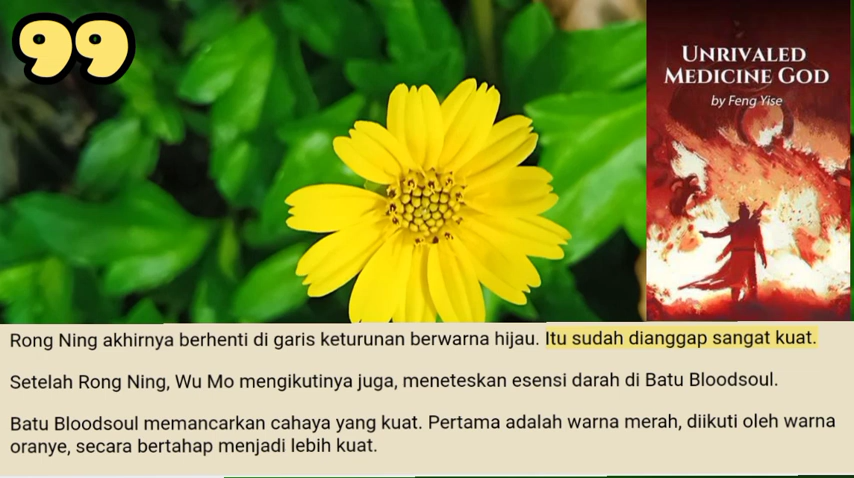 99
UNRIVALED
MEDICINE GOD
by Feng Yise
Rong Ning akhirnya berhenti di garis keturunan berwarna hijau. Itu sudah dianggap sangat kuat.
Setelah Rong Ning, Wu Mo mengikutinya juga, meneteskan esensi darah di Batu Bloodsoul.
Batu Bloodsoul memancarkan cahaya yang kuat. Pertama adalah warna merah, diikuti oleh warna
oranye, secara bertahap menjadi lebih kuat.